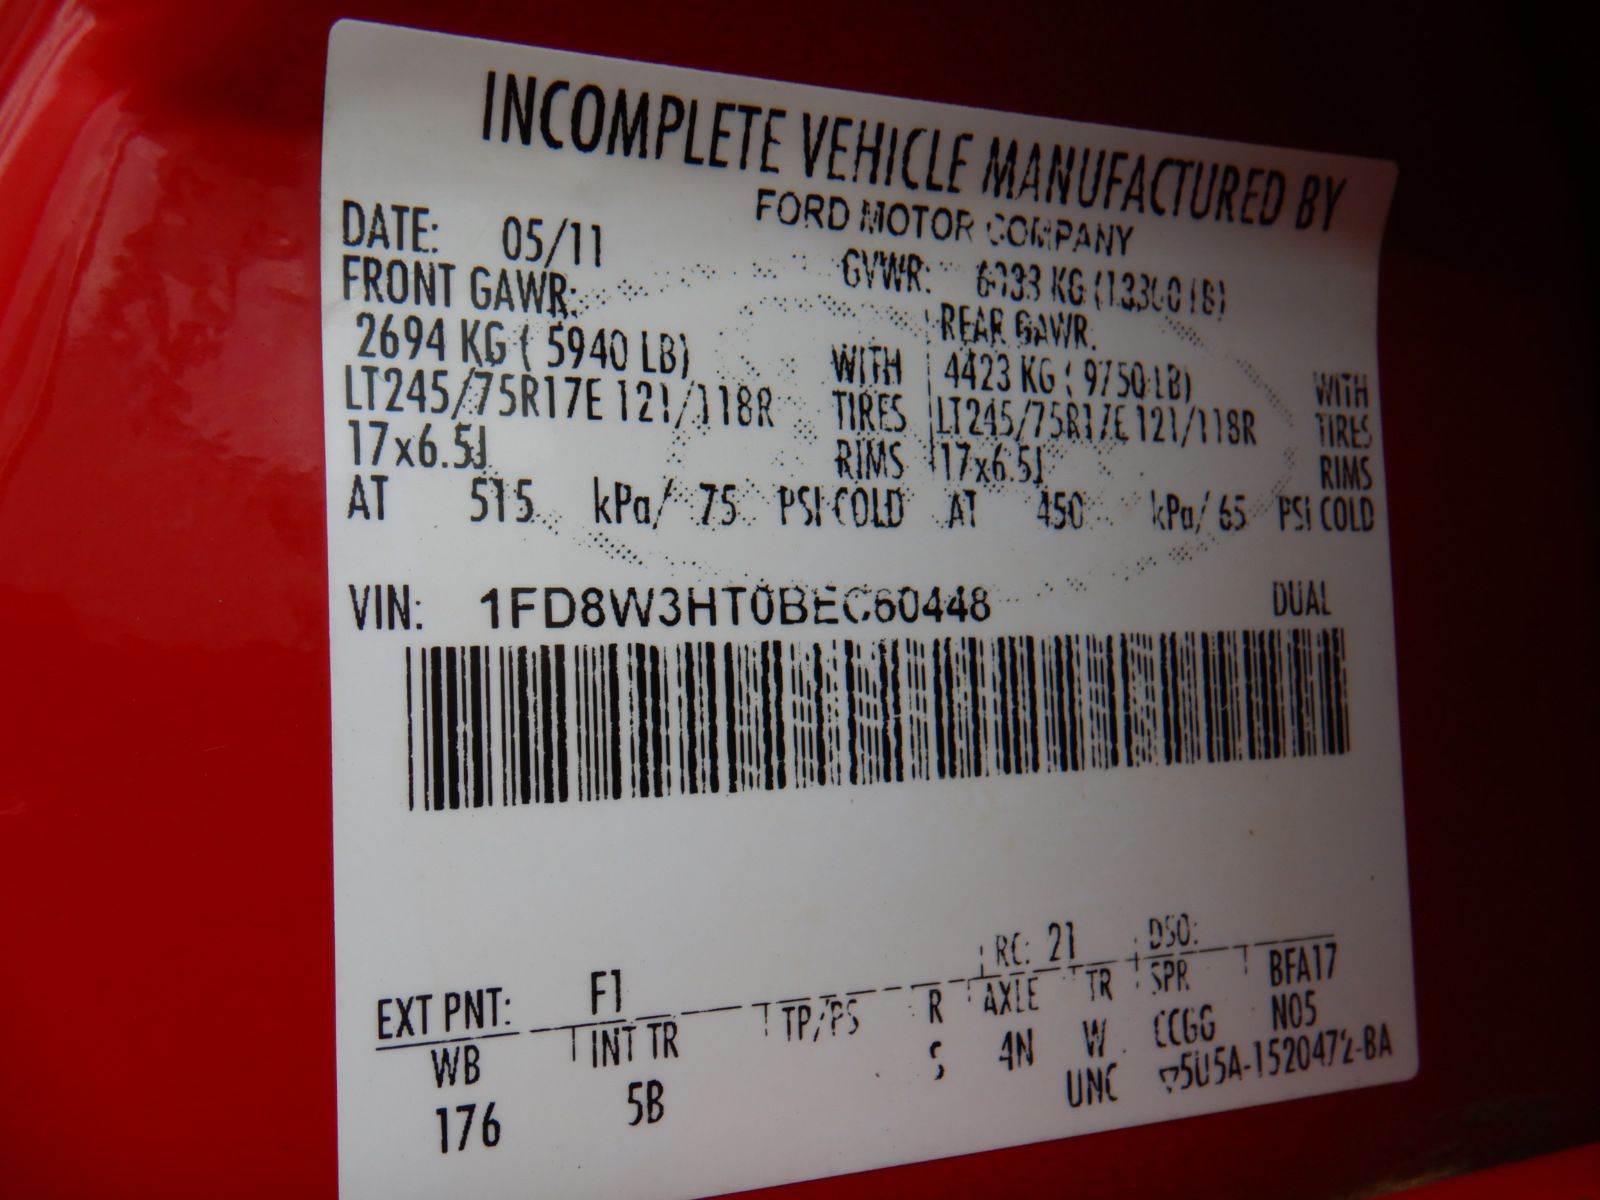 INCOMPLETE VEHICLE MANUFACTURED BY
FORD MOTOR COMPANY
DATE: 05/11 GVWR: 6033 KG (13300 LB)
FRONT GAWR: REAR GAWR:
2694 KG ( 5940 LB) WITH 4423 KG ( 9750 LB) WITH
LT245/75R17E 121/118R TIRES LT245/75R17E 121/118R TIRES
17x6.5J RIMS 17x6.5J RIMS
AT 515 kPa/ 75 PSI COLD AT 450 kPa/ 65 PSI COLD
VIN: 1FD8W3HT0BEC60448 DUAL
EXT PNT: F1 RC: 21 DSO:
WB INT TR TP/PS R AXLE TR SPR BFA17
176 5B S 4N W CCGG N05
UNC 5U5A-1520472-BA